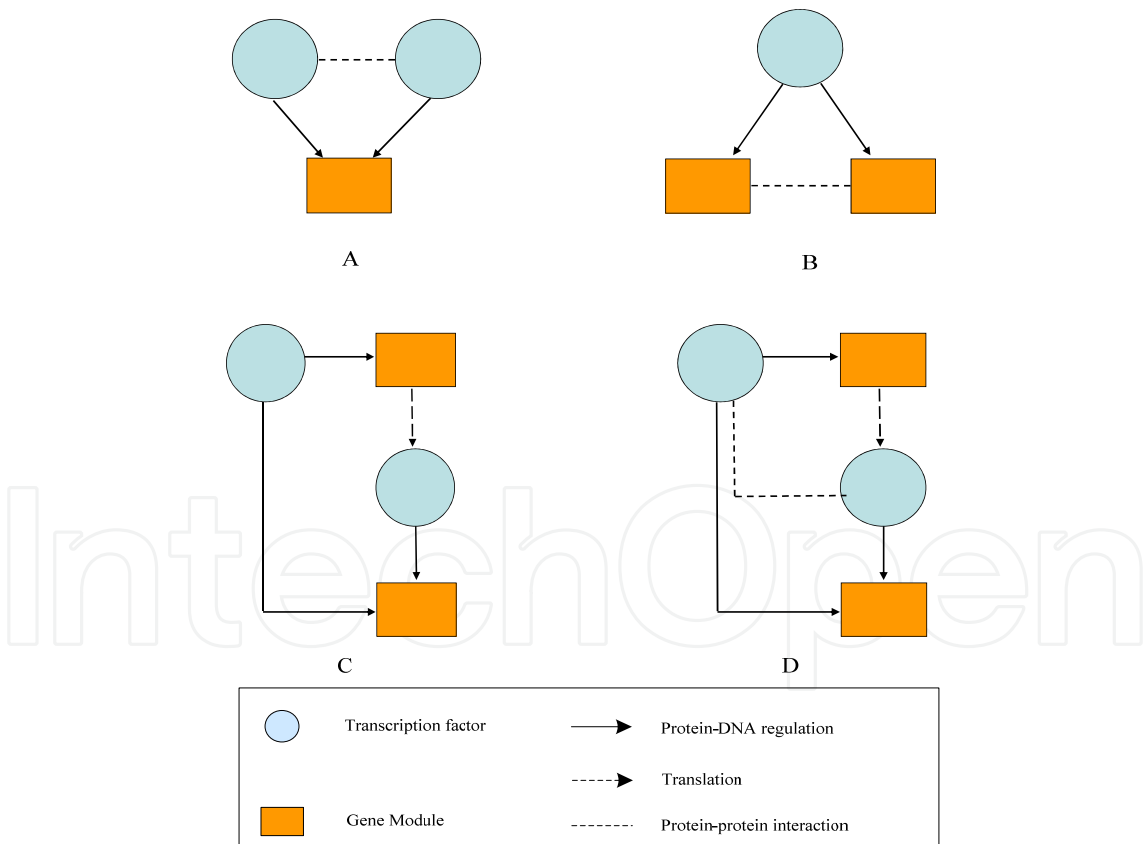 A
B
C
D
IntechOpen
Transcription factor
Protein-DNA regulation
Translation
Gene Module
Protein-protein interaction